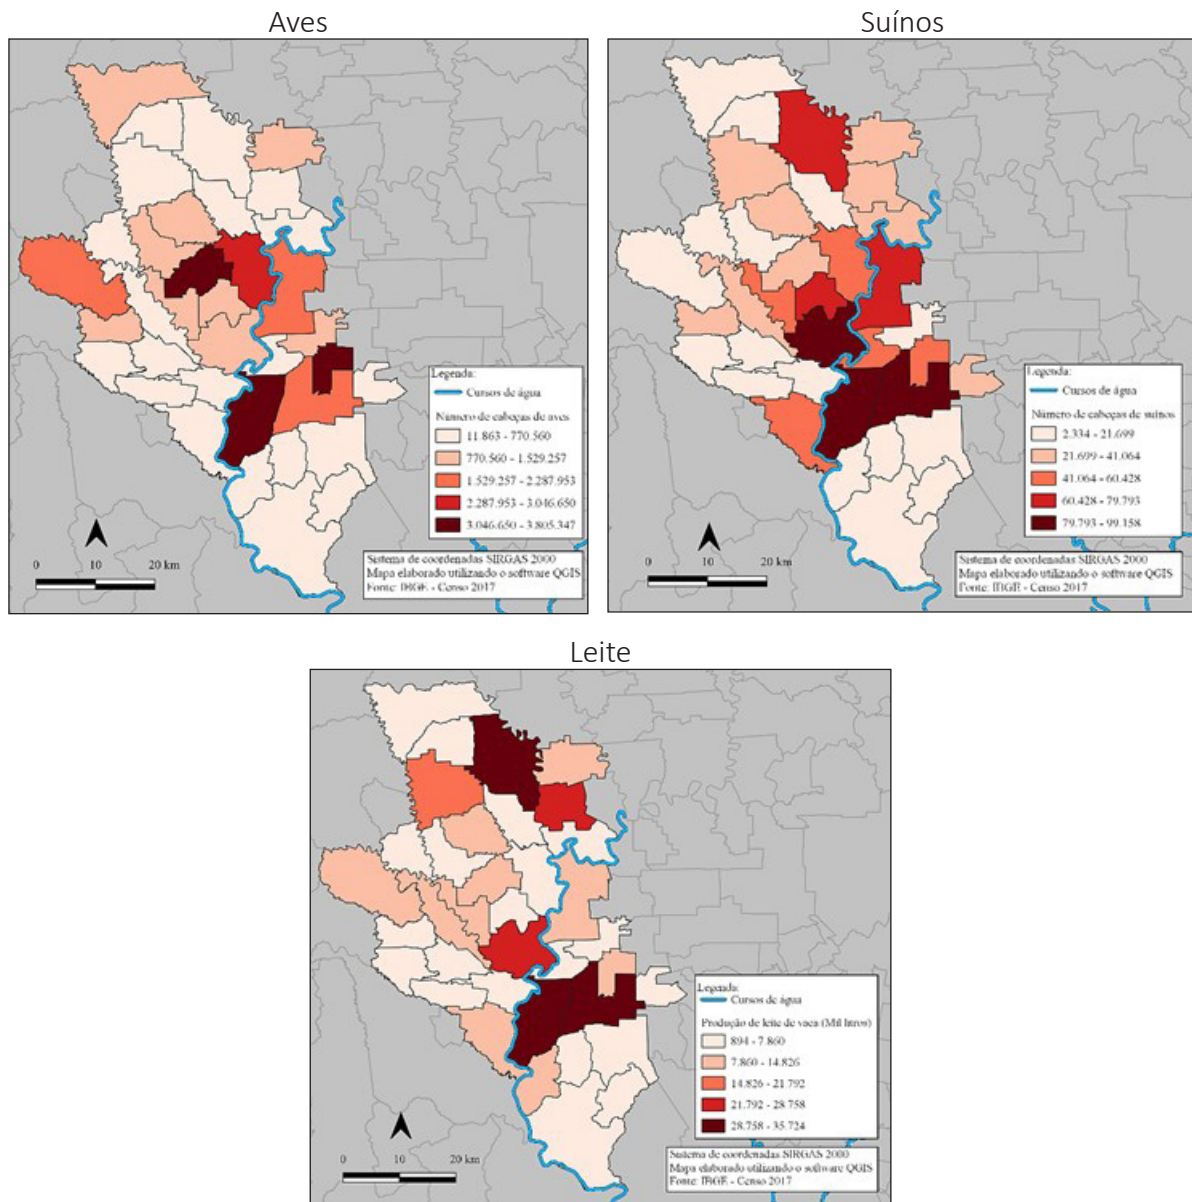 Aves
Legenda:
Cursos de água
Número de cabeças de aves
11.863 - 770.560
770.560 - 1.529.257
1.529.257 - 2.287.953
2.287.953 - 3.046.650
3.046.650 - 3.805.347
0 10 20 km
Sistema de coordenadas SIRGAS 2000
Mapa elaborado utilizando o software QGIS
Fonte: IBGE - Censo 2017
Suínos
Legenda:
Cursos de água
Número de cabeças de suínos
2.334 - 21.699
21.699 - 41.064
41.064 - 60.428
60.428 - 79.793
79.793 - 99.158
0 10 20 km
Sistema de coordenadas SIRGAS 2000
Mapa elaborado utilizando o software QGIS
Fonte: IBGE - Censo 2017
Leite
Legenda:
Cursos de água
Produção de leite de vaca (Mil litros)
894 - 7.860
7.860 - 14.826
14.826 - 21.792
21.792 - 28.758
28.758 - 35.724
0 10 20 km
Sistema de coordenadas SIRGAS 2000
Mapa elaborado utilizando o software QGIS
Fonte: IBGE - Censo 2017